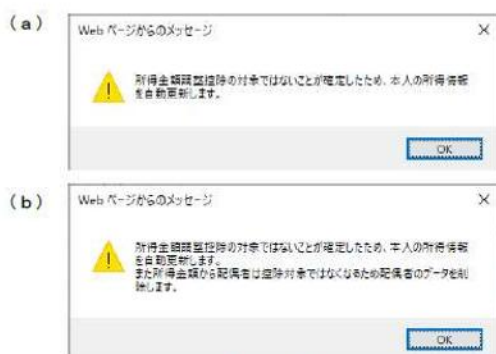 (a)
Web ページからのメッセージ
所得金額調整控除の対象ではないことが確定したため、本人の所得情報
を自動更新します。
OK
(b)
Web ページからのメッセージ
所得金額調整控除の対象ではないことが確定したため、本人の所得情報
を自動更新します。
また所得金額から配偶者は控除対象ではなくなるため配偶者のデータを削
除します。
OK